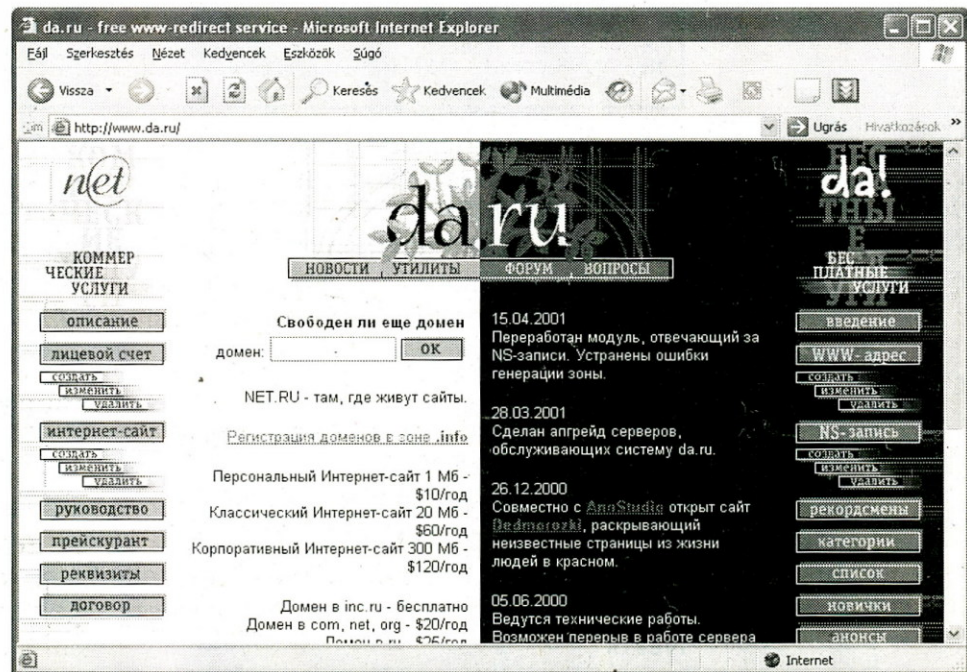 da.ru - free www-redirect service - Microsoft Internet Explorer
Fájl Szerkesztés Nézet Kedvencek Eszközök Súgó
Vissza Keresés Kedvencek Multimédia
http://www.da.ru/ Ugrás Hivatkozások »
net
da.ru
da!
КОММЕР
ЧЕСКИЕ
УСЛУГИ
НОВОСТИ УТИЛИТЫ ФОРУМ ВОПРОСЫ
БЕС
ПЛАТНЫЕ
УСЛУГИ
описание
лицевой счет
создать
изменить
удалить
интернет-сайт
создать
изменить
удалить
руководство
прейскурант
реквизиты
договор
Свободен ли еще домен
домен: OK
NET.RU - там, где живут сайты.
Регистрация доменов в зоне .info
Персональный Интернет-сайт 1 Мб -
$10/год
Классический Интернет-сайт 20 Мб -
$60/год
Корпоративный Интернет-сайт 300 Мб -
$120/год
Домен в inc.ru - бесплатно
Домен в com, net, org - $20/год
Домен в ru - $25/год
15.04.2001
Переработан модуль, отвечающий за
NS-записи. Устранены ошибки
генерации зоны.
28.03.2001
Сделан апгрейд серверов,
обслуживающих систему da.ru.
26.12.2000
Совместно с AnnStudio открыт сайт
Dedmorozki, раскрывающий
неизвестные страницы из жизни
людей в красном.
05.06.2000
Ведутся технические работы.
Возможен перерыв в работе сервера
введение
WWW-адрес
создать
изменить
удалить
NS-запись
создать
изменить
удалить
рекордсмены
категории
список
новички
анонсы
Internet